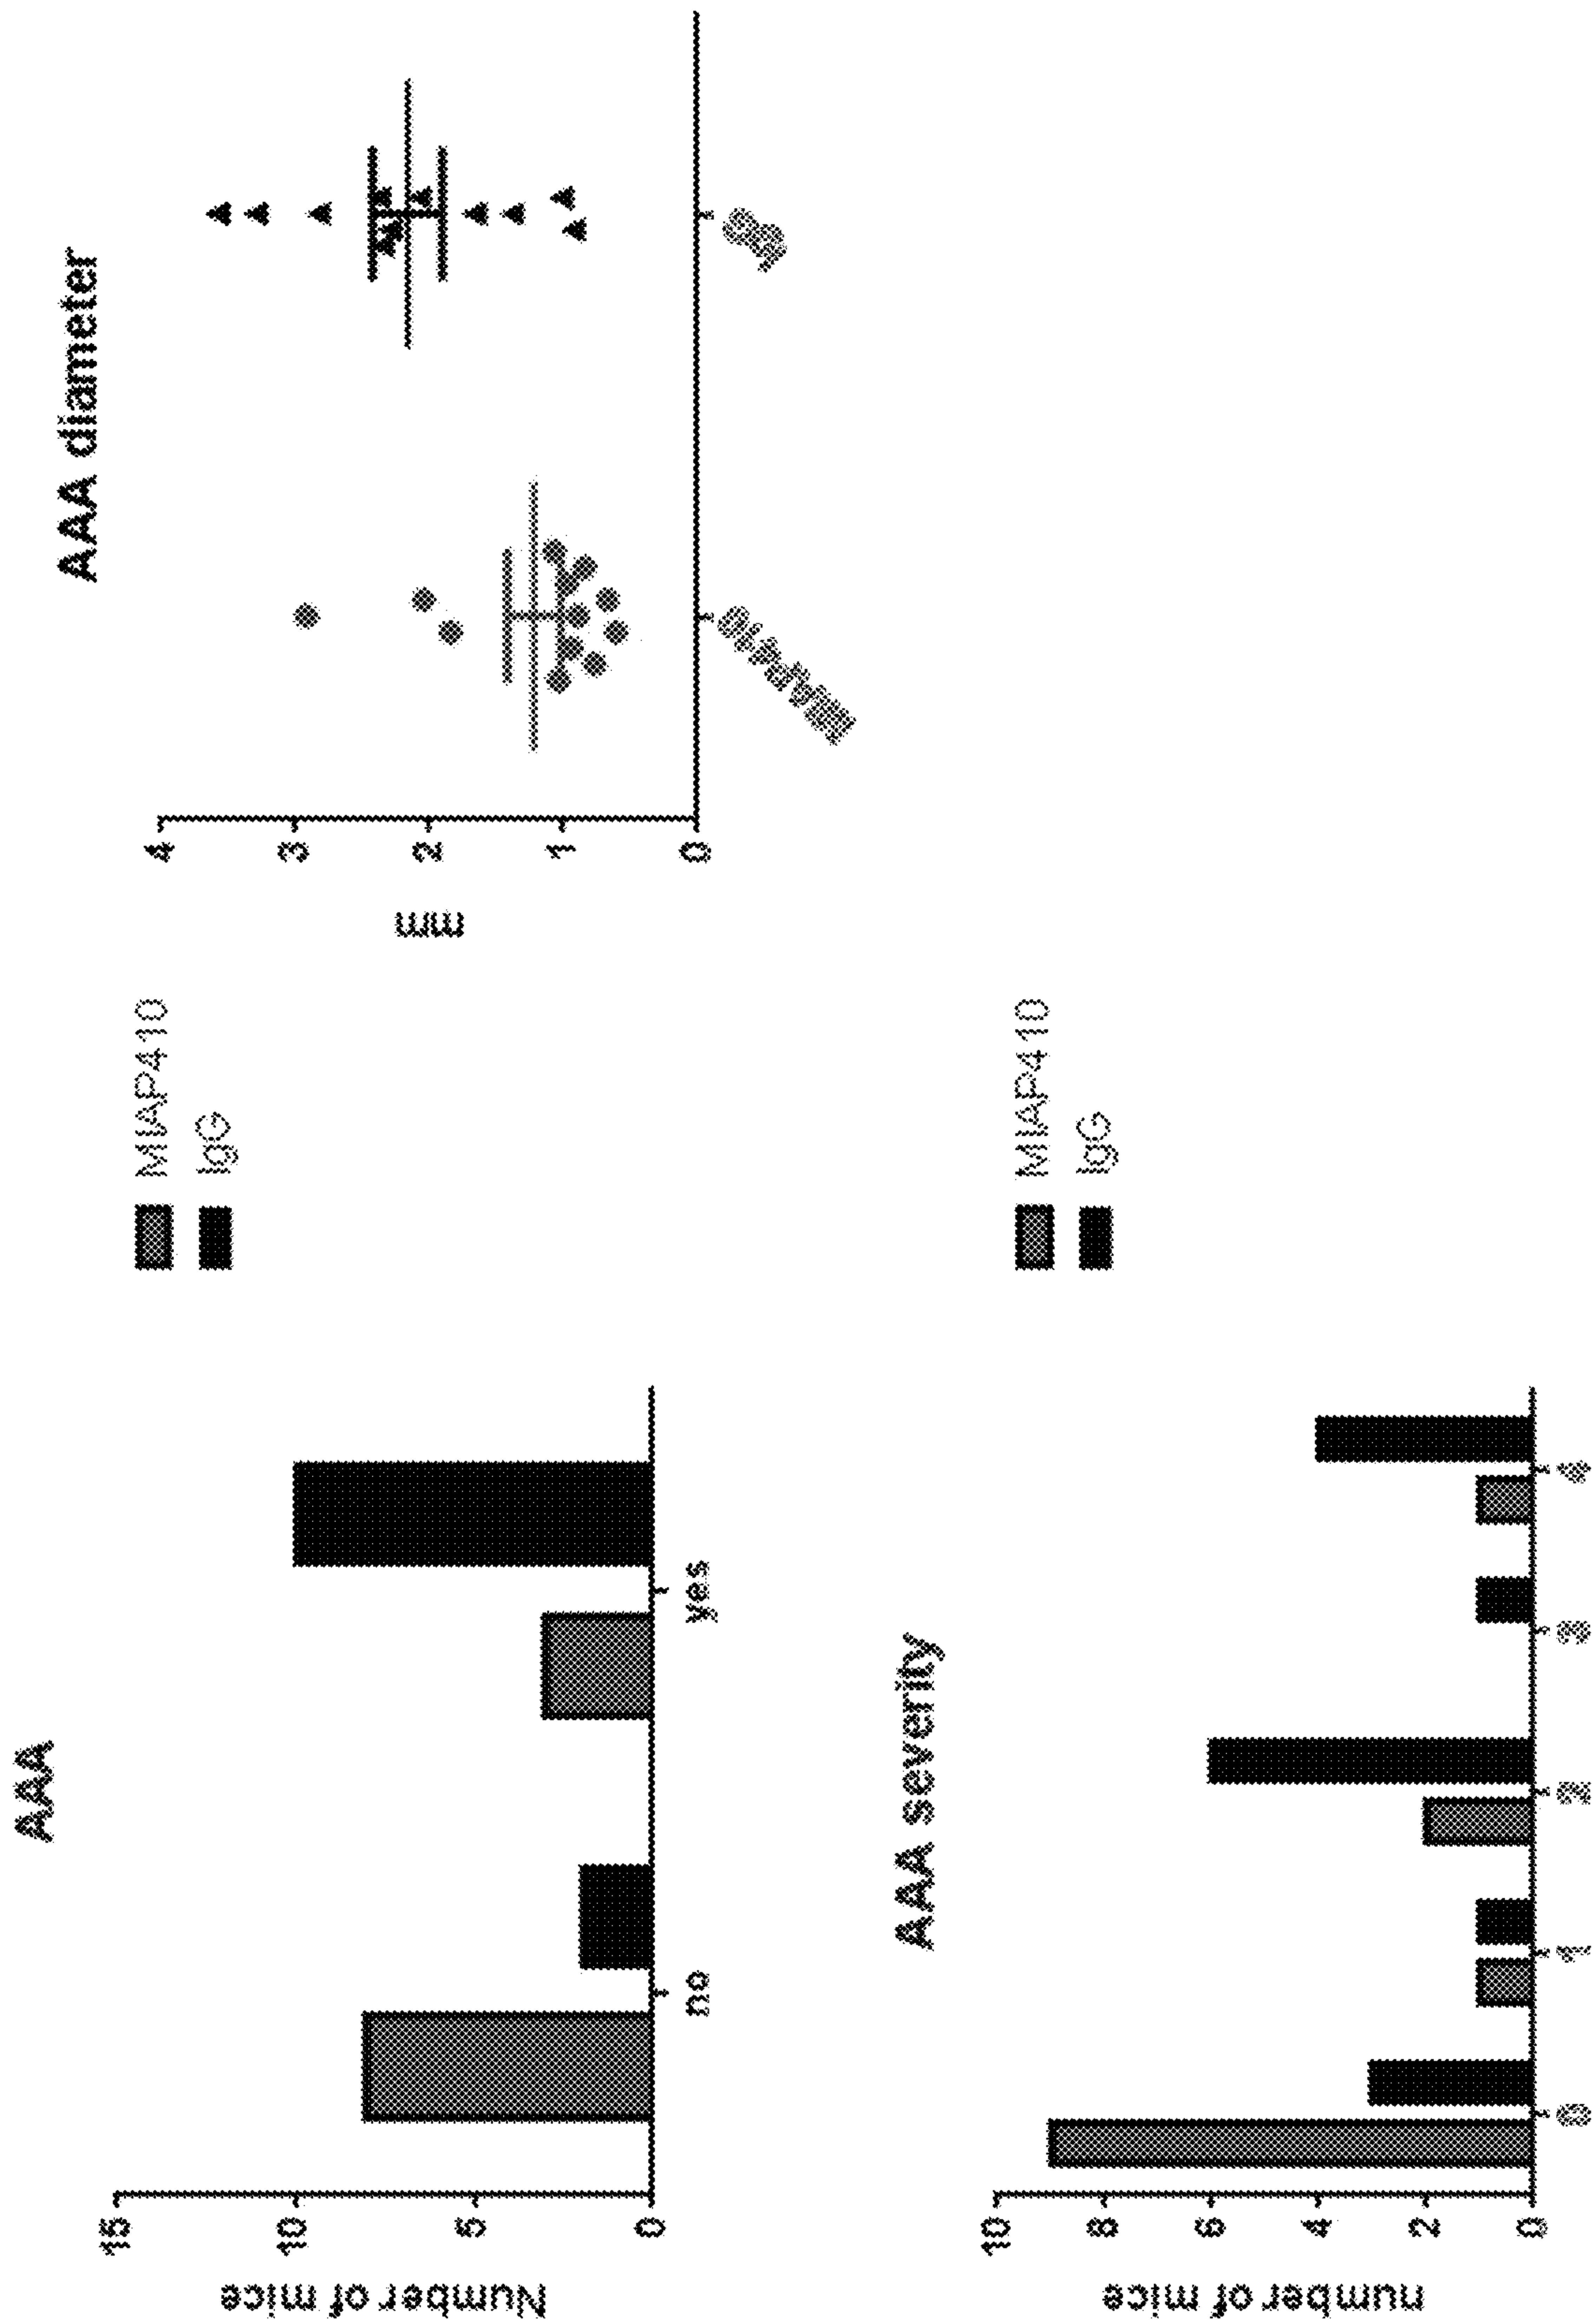 AAA
Number of mice
15
10
5
0
no
yes
MIAP410
IgG
AAA diameter
mm
4
3
2
1
0
MIAP410
IgG
AAA severity
number of mice
10
8
6
4
2
0
0
1
2
3
4
MIAP410
IgG